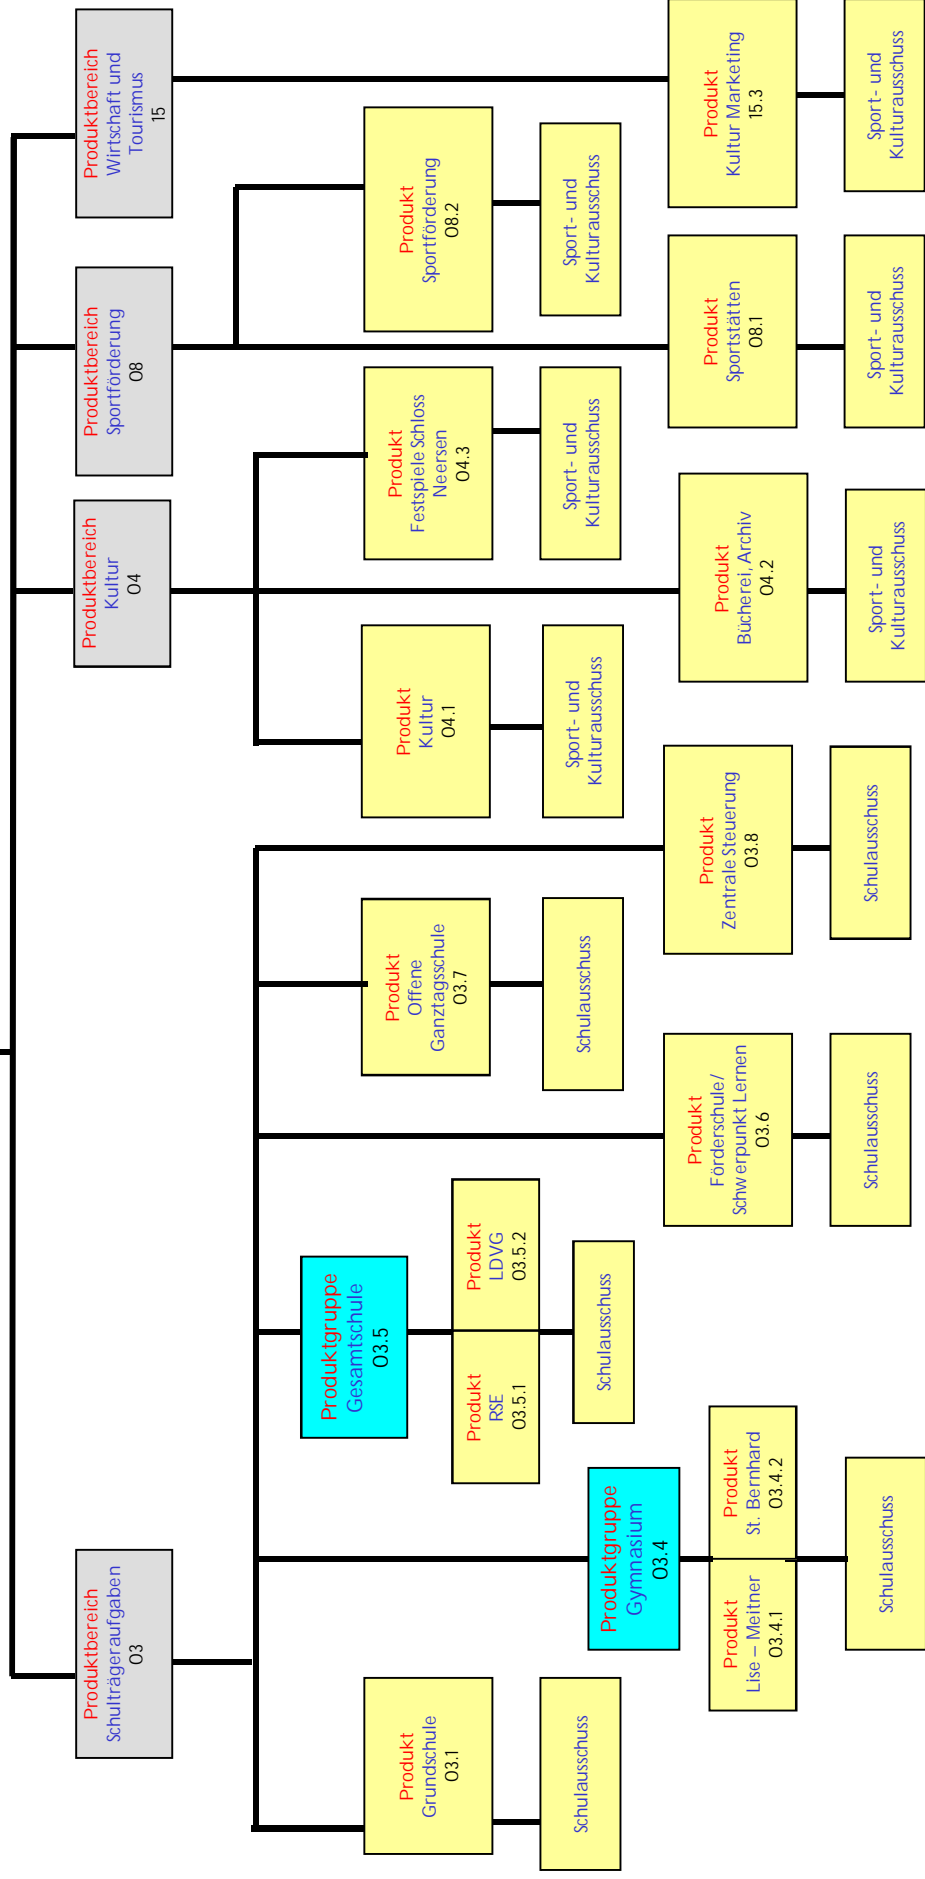 Produktbereich
Schulträgeraufgaben
03
Produktbereich
Kultur
04
Produktbereich
Sportförderung
08
Produktbereich
Wirtschaft und
Tourismus
15
Produkt
Grundschule
03.1
Schulausschuss
Produktgruppe
Gymnasium
03.4
Produkt
Lise – Meitner
03.4.1
Produkt
St. Bernhard
03.4.2
Schulausschuss
Produktgruppe
Gesamtschule
03.5
Produkt
RSE
03.5.1
Produkt
LDVG
03.5.2
Schulausschuss
Produkt
Förderschule/
Schwerpunkt Lernen
03.6
Schulausschuss
Produkt
Offene
Ganztagsschule
03.7
Schulausschuss
Produkt
Zentrale Steuerung
03.8
Schulausschuss
Produkt
Kultur
04.1
Sport- und
Kulturausschuss
Produkt
Bücherei, Archiv
04.2
Sport- und
Kulturausschuss
Produkt
Festspiele Schloss
Neersen
04.3
Sport- und
Kulturausschuss
Produkt
Sportstätten
08.1
Sport- und
Kulturausschuss
Produkt
Sportförderung
08.2
Sport- und
Kulturausschuss
Produkt
Kultur Marketing
15.3
Sport- und
Kulturausschuss